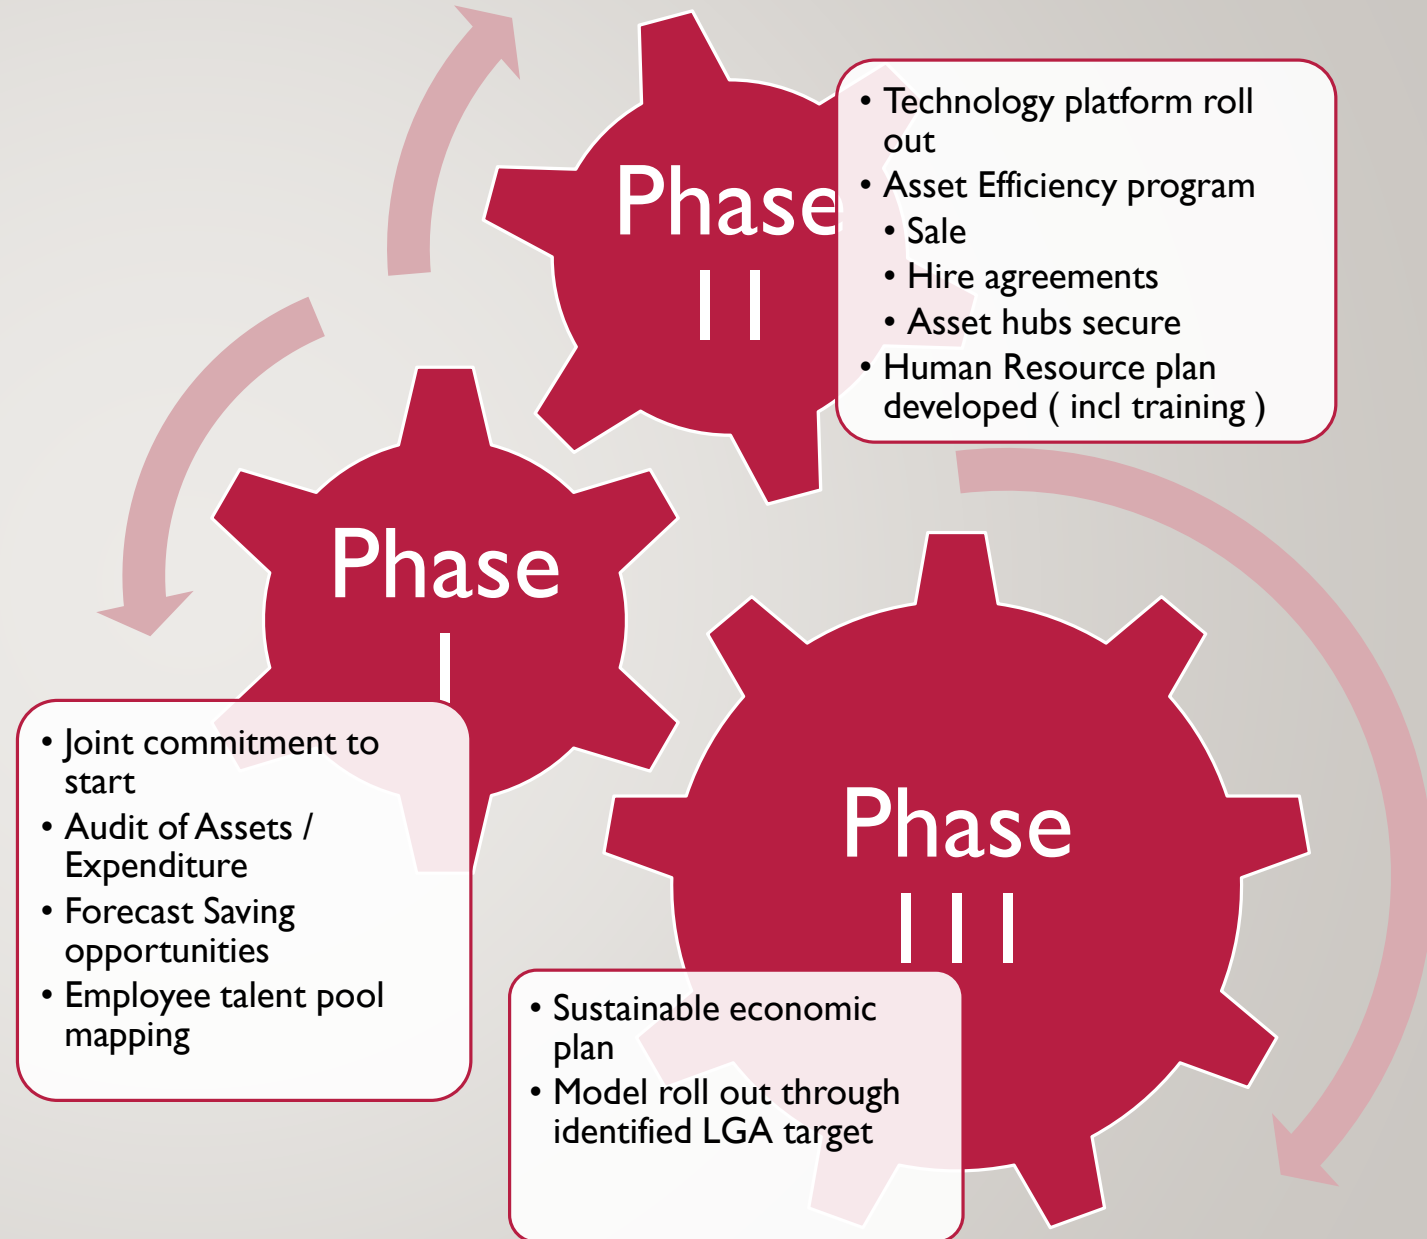 Phase
I
• Joint commitment to
start
• Audit of Assets /
Expenditure
• Forecast Saving
opportunities
• Employee talent pool
mapping
Phase
II
• Technology platform roll
out
• Asset Efficiency program
• Sale
• Hire agreements
• Asset hubs secure
• Human Resource plan
developed ( incl training )
Phase
III
• Sustainable economic
plan
• Model roll out through
identified LGA target